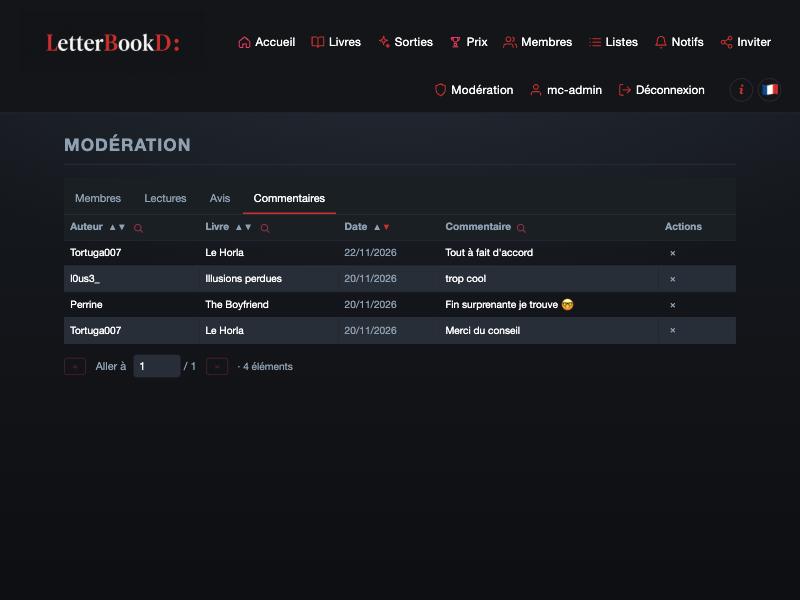 LetterBookD:
Accueil Livres Sorties Prix Membres Listes Notifs Inviter
Modération mc-admin Déconnexion i
MODÉRATION
Membres Lectures Avis Commentaires
Auteur ▲▼ Livre ▲▼ Date ▲▼ Commentaire Actions
Tortuga007 Le Horla 22/11/2026 Tout à fait d'accord ×
l0us3_ Illusions perdues 20/11/2026 trop cool ×
Perrine The Boyfriend 20/11/2026 Fin surprenante je trouve 🤓 ×
Tortuga007 Le Horla 20/11/2026 Merci du conseil ×
« Aller à 1 / 1 » · 4 éléments